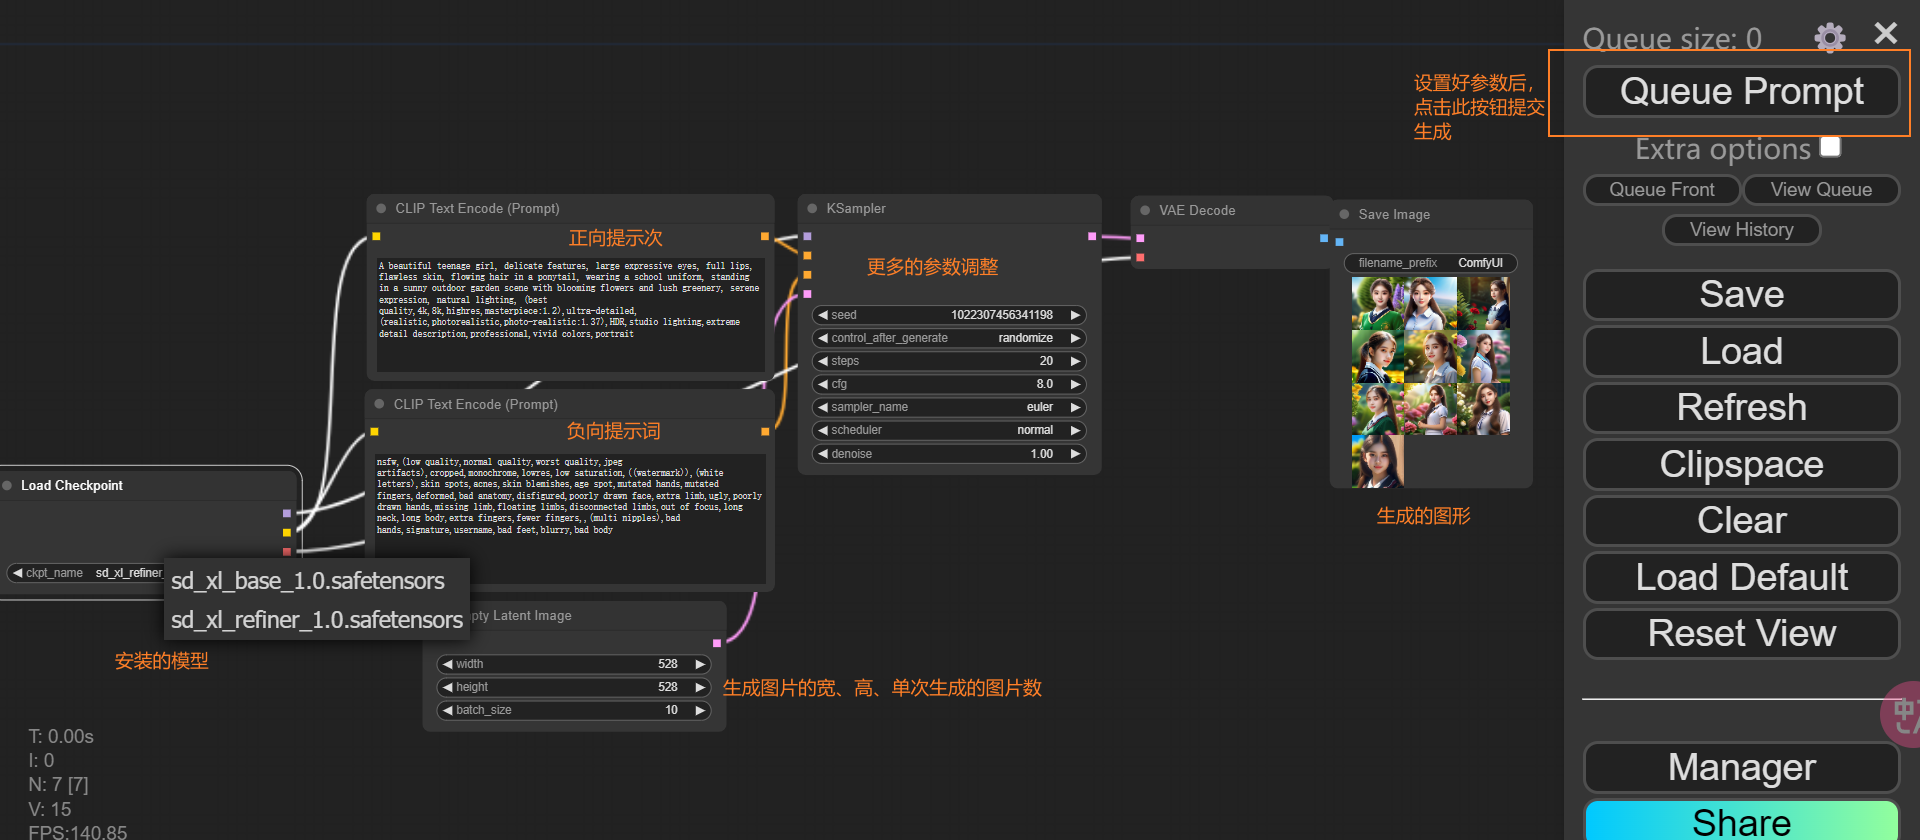 Queue size: 0
设置好参数后，
点击此按钮提交
生成
Queue Prompt
Extra options
Queue Front
View Queue
View History
CLIP Text Encode (Prompt)
正向提示次
A beautiful teenage girl, delicate features, large expressive eyes, full lips,
flawless skin, flowing hair in a ponytail, wearing a school uniform, standing
in a sunny outdoor garden scene with blooming flowers and lush greenery, serene
expression, natural lighting, (best
quality,4k,8k,highres,masterpiece:1.2),ultra-detailed,
(realistic,photorealistic,photo-realistic:1.37),HDR,studio lighting,extreme
detail description,professional,vivid colors,portrait
KSampler
更多的参数调整
seed 1022307456341198
control_after_generate randomize
steps 20
cfg 8.0
sampler_name euler
scheduler normal
denoise 1.00
VAE Decode
Save Image
filename_prefix ComfyUI
生成的图形
CLIP Text Encode (Prompt)
负向提示词
nsfw,(low quality,normal quality,worst quality,jpeg
artifacts),cropped,monochrome,lowres,low saturation,((watermark)),(white
letters),skin spots,acnes,skin blemishes,age spot,mutated hands,mutated
fingers,deformed,bad anatomy,disfigured,poorly drawn face,extra limb,ugly,poorly
drawn hands,missing limb,floating limbs,disconnected limbs,out of focus,long
neck,long body,extra fingers,fewer fingers,,(multi nipples),bad
hands,signature,username,bad feet,blurry,bad body
Load Checkpoint
ckpt_name sd_xl_refiner_
sd_xl_base_1.0.safetensors
sd_xl_refiner_1.0.safetensors
安装的模型
pty Latent Image
width 528
height 528
batch_size 10
生成图片的宽、高、单次生成的图片数
Save
Load
Refresh
Clipspace
Clear
Load Default
Reset View
中
Manager
Share
T: 0.00s
I: 0
N: 7 [7]
V: 15
FPS:140.85